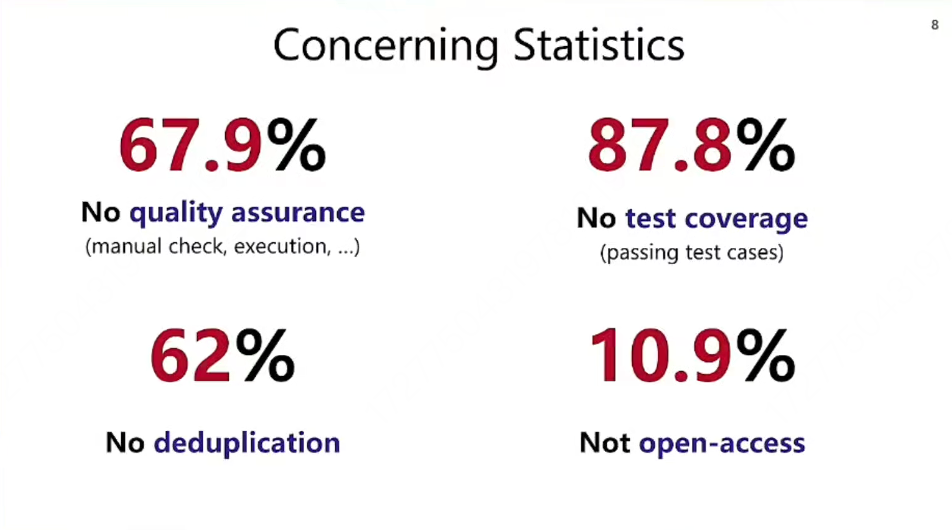 8
Concerning Statistics
67.9%
No quality assurance
(manual check, execution, ...)
87.8%
No test coverage
(passing test cases)
62%
No deduplication
10.9%
Not open-access